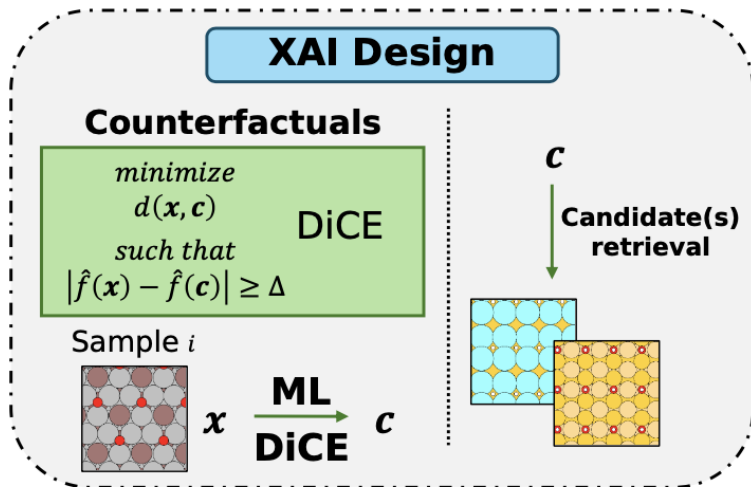 XAI Design
Counterfactuals
minimize
d(x, c)
such that
|f̂(x) − f̂(c)| ≥ Δ
DiCE
Sample i
x
ML
DiCE
c
c
Candidate(s)
retrieval